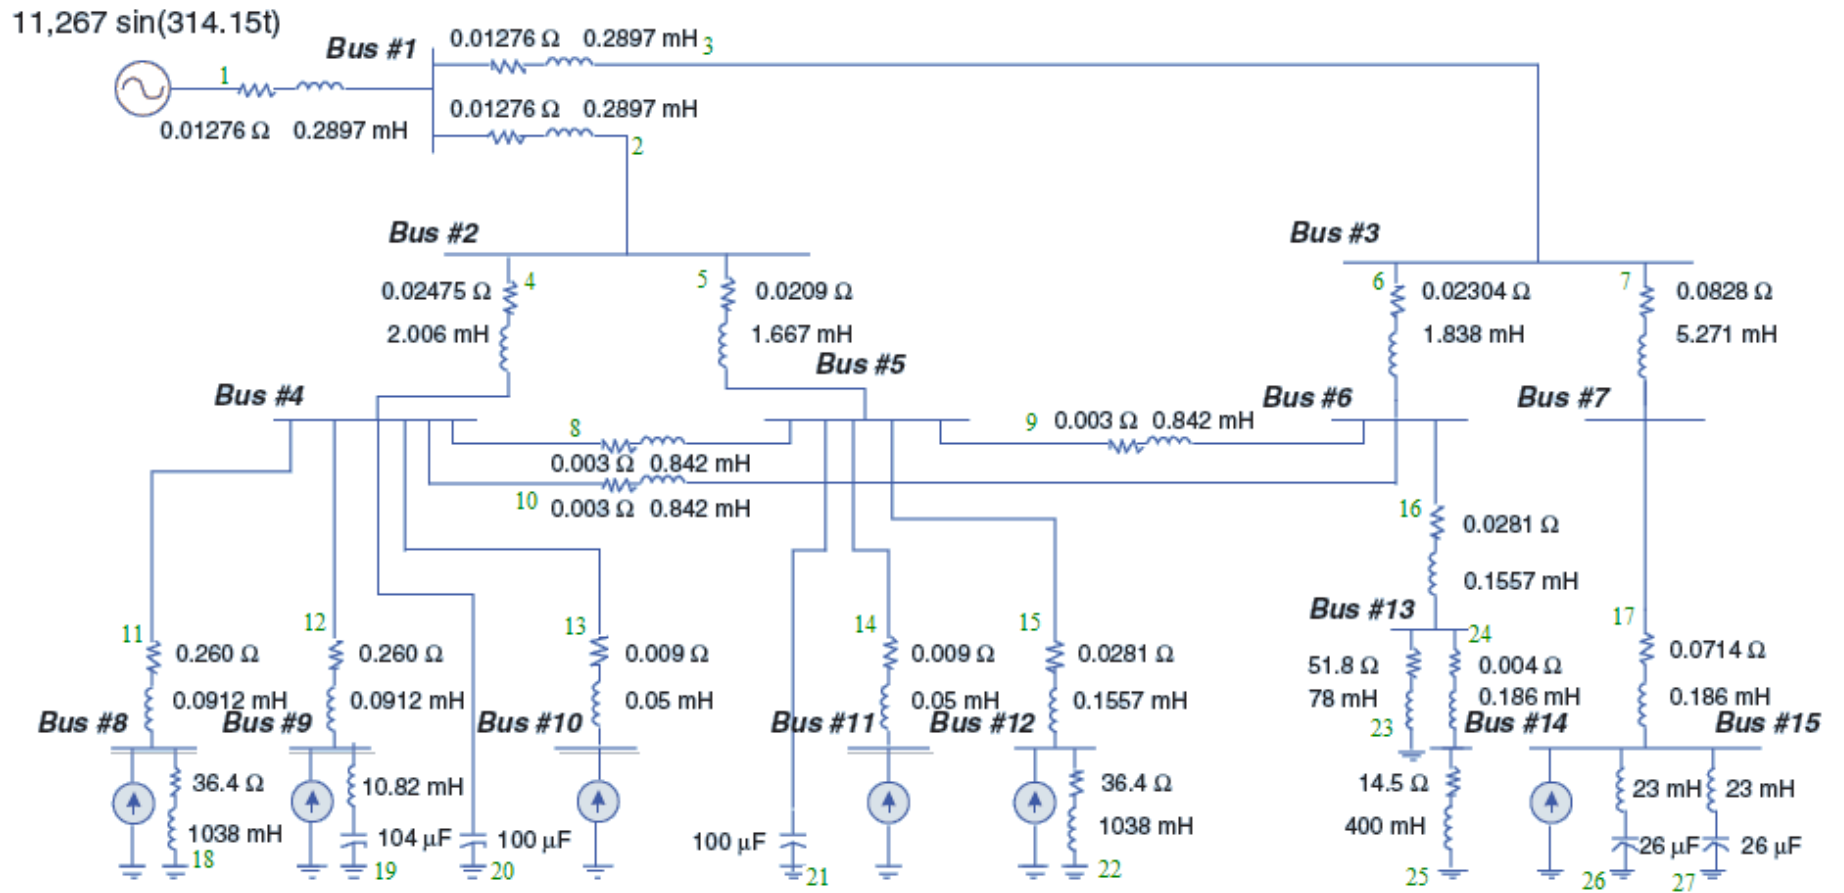 11,267 sin(314.15t)
Bus #1
0.01276 Ω 0.2897 mH 3
1
0.01276 Ω 0.2897 mH
0.01276 Ω 0.2897 mH
2
Bus #2
Bus #3
4
5
6
7
0.02475 Ω
0.0209 Ω
0.02304 Ω
0.0828 Ω
2.006 mH
1.667 mH
1.838 mH
5.271 mH
Bus #5
Bus #4
Bus #6
Bus #7
8
9
0.003 Ω 0.842 mH
0.003 Ω 0.842 mH
10
0.003 Ω 0.842 mH
16
0.0281 Ω
0.1557 mH
Bus #13
11
12
13
14
15
24
17
0.260 Ω
0.260 Ω
0.009 Ω
0.009 Ω
0.0281 Ω
51.8 Ω
0.004 Ω
0.0714 Ω
0.0912 mH
0.0912 mH
0.05 mH
0.05 mH
0.1557 mH
78 mH
0.186 mH
0.186 mH
Bus #8
Bus #9
Bus #10
Bus #11
Bus #12
23
Bus #14
Bus #15
36.4 Ω
10.82 mH
36.4 Ω
14.5 Ω
23 mH
23 mH
1038 mH
104 µF
100 µF
100 µF
1038 mH
400 mH
26 µF
26 µF
18
19
20
21
22
25
26
27